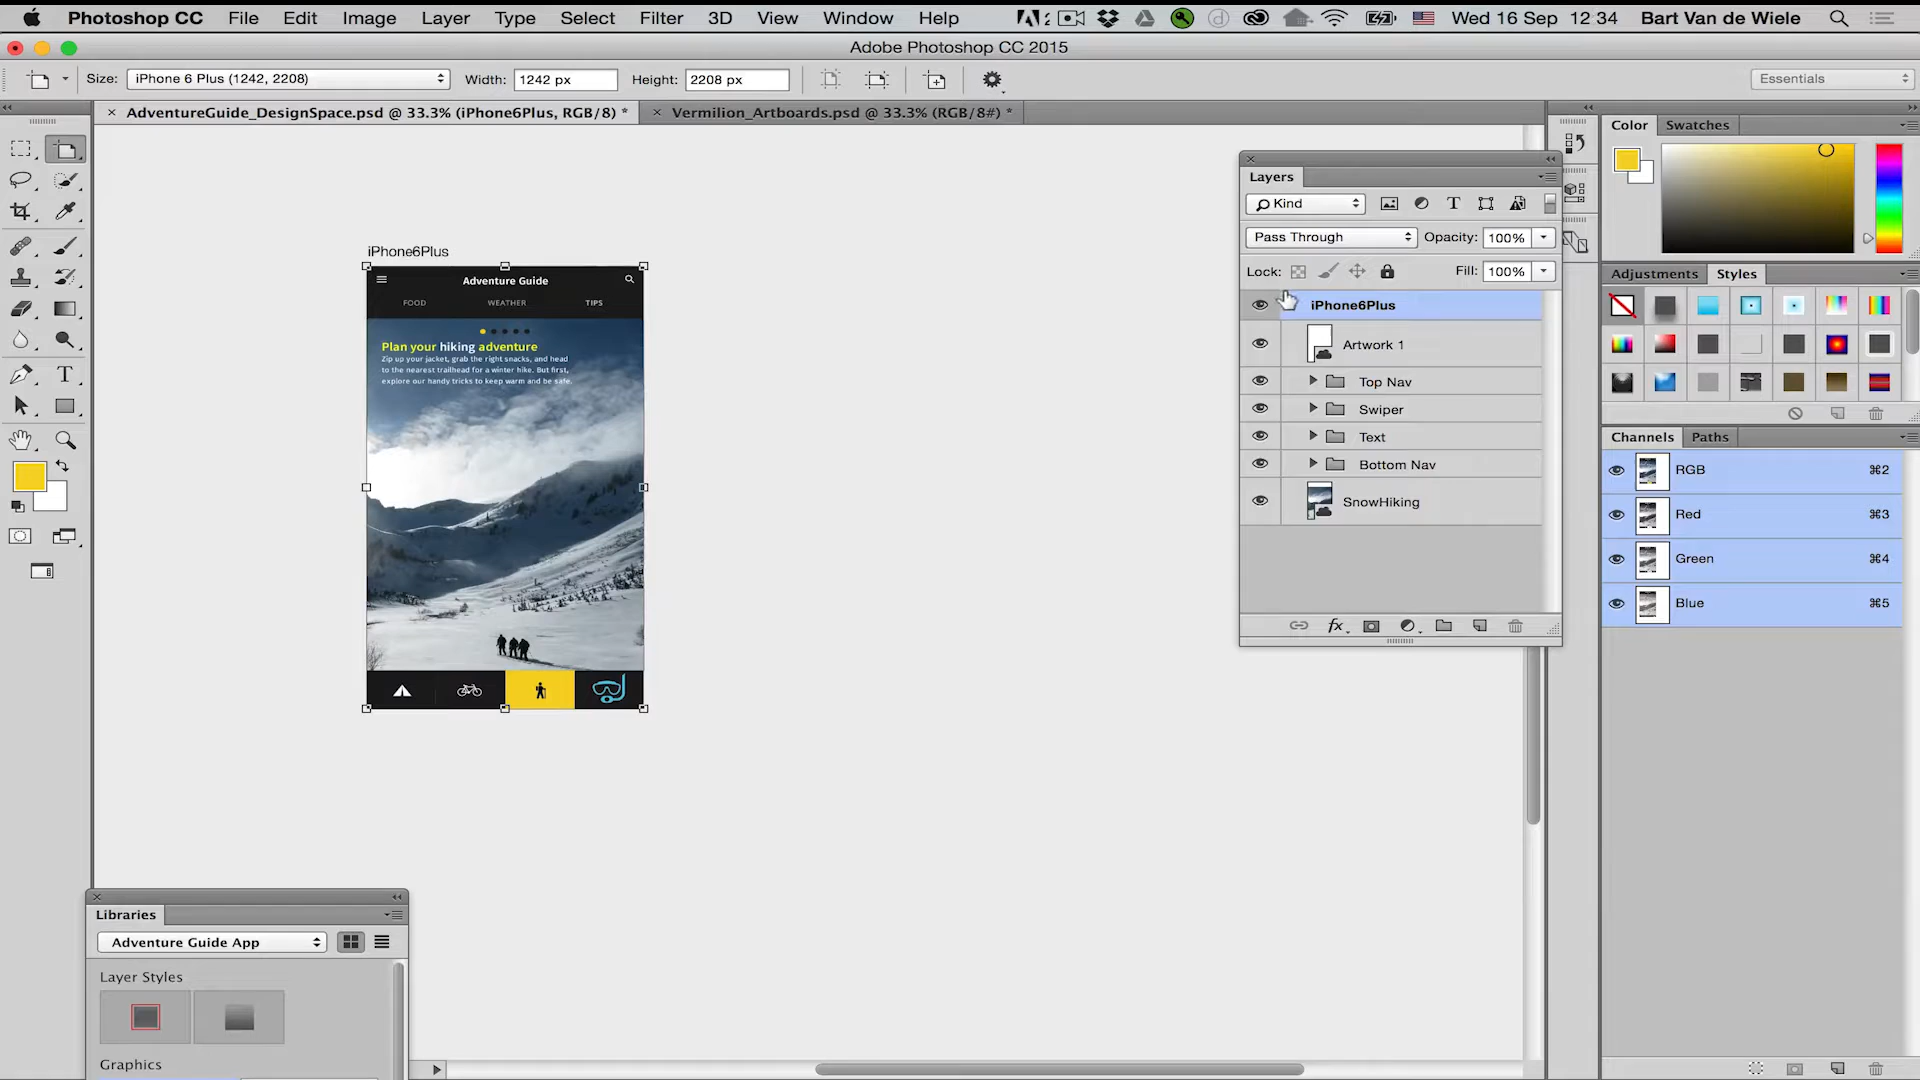 Photoshop CC File Edit Image Layer Type Select Filter 3D View Window Help Wed 16 Sep 12:34 Bart Van de Wiele
Adobe Photoshop CC 2015
Size: iPhone 6 Plus (1242, 2208) Width: 1242 px Height: 2208 px Essentials
AdventureGuide_DesignSpace.psd @ 33.3% (iPhone6Plus, RGB/8) * Vermilion_Artboards.psd @ 33.3% (RGB/8#) *
iPhone6Plus
Adventure Guide
FOOD WEATHER TIPS
Plan your hiking adventure
Zip up your jacket, grab the right snacks, and head
to the nearest trailhead for a winter hike. But first,
explore our handy tricks to keep warm and be safe.
Layers
Kind
Pass Through Opacity: 100%
Lock: Fill: 100%
iPhone6Plus
Artwork 1
Top Nav
Swiper
Text
Bottom Nav
SnowHiking
fx
Color Swatches
Adjustments Styles
Channels Paths
RGB ⌘2
Red ⌘3
Green ⌘4
Blue ⌘5
Libraries
Adventure Guide App
Layer Styles
Graphics